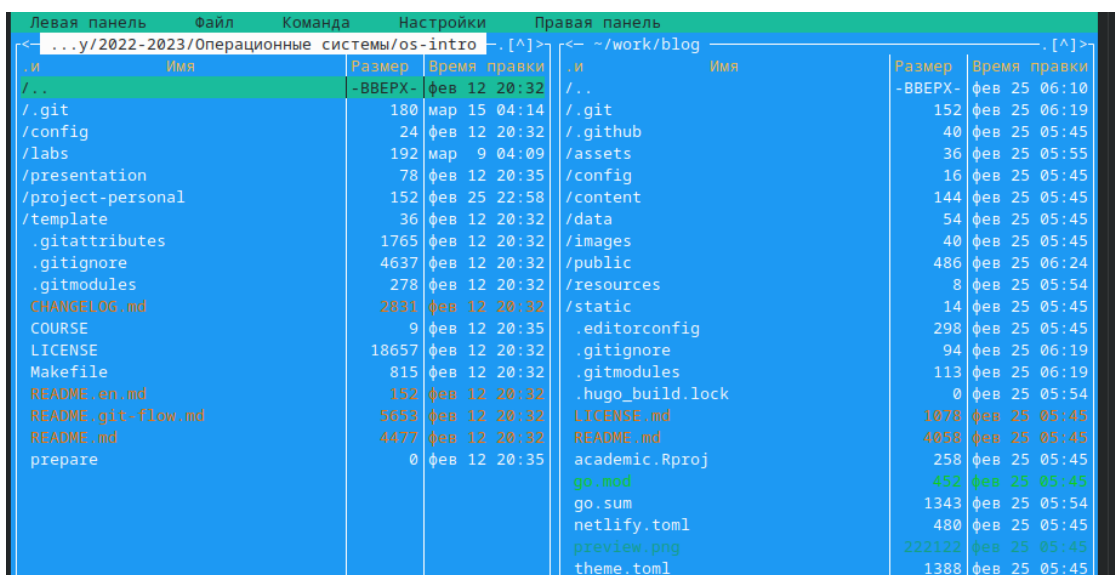 Левая панель Файл Команда Настройки Правая панель
<─ ...y/2022-2023/Операционные системы/os-intro ─.[^]>
.и Имя Размер Время правки
/.. -ВВЕРХ- фев 12 20:32
/.git 180 мар 15 04:14
/config 24 фев 12 20:32
/labs 192 мар 9 04:09
/presentation 78 фев 12 20:35
/project-personal 152 фев 25 22:58
/template 36 фев 12 20:32
.gitattributes 1765 фев 12 20:32
.gitignore 4637 фев 12 20:32
.gitmodules 278 фев 12 20:32
CHANGELOG.md 2831 фев 12 20:32
COURSE 9 фев 12 20:35
LICENSE 18657 фев 12 20:32
Makefile 815 фев 12 20:32
README.en.md 152 фев 12 20:32
README.git-flow.md 5653 фев 12 20:32
README.md 4477 фев 12 20:32
prepare 0 фев 12 20:35
<─ ~/work/blog ─.[^]>
.и Имя Размер Время правки
/.. -ВВЕРХ- фев 25 06:10
/.git 152 фев 25 06:19
/.github 40 фев 25 05:45
/assets 36 фев 25 05:55
/config 16 фев 25 05:45
/content 144 фев 25 05:45
/data 54 фев 25 05:45
/images 40 фев 25 05:45
/public 486 фев 25 06:24
/resources 8 фев 25 05:54
/static 14 фев 25 05:45
.editorconfig 298 фев 25 05:45
.gitignore 94 фев 25 06:19
.gitmodules 113 фев 25 06:19
.hugo_build.lock 0 фев 25 05:54
LICENSE.md 1078 фев 25 05:45
README.md 4058 фев 25 05:45
academic.Rproj 258 фев 25 05:45
go.mod 452 фев 25 05:45
go.sum 1343 фев 25 05:54
netlify.toml 480 фев 25 05:45
preview.png 222122 фев 25 05:45
theme.toml 1388 фев 25 05:45